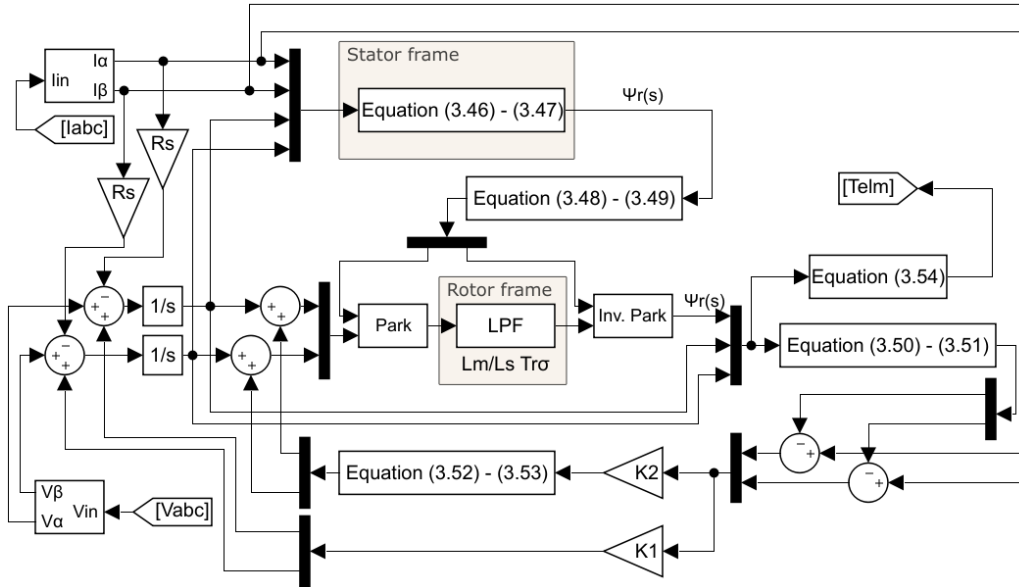 Stator frame
Iα
Iin
Iβ
Equation (3.46) - (3.47)
Ψr(s)
[Iabc]
Rs
Rs
Equation (3.48) - (3.49)
[Telm]
Equation (3.54)
Rotor frame
+ −
+
1/s
+
+
Park
LPF
Inv. Park
Ψr(s)
+ −
+
1/s
+
+
Lm/Ls Trσ
Equation (3.50) - (3.51)
− +
Equation (3.52) - (3.53)
K2
− +
Vβ
Vin
Vα
[Vabc]
K1